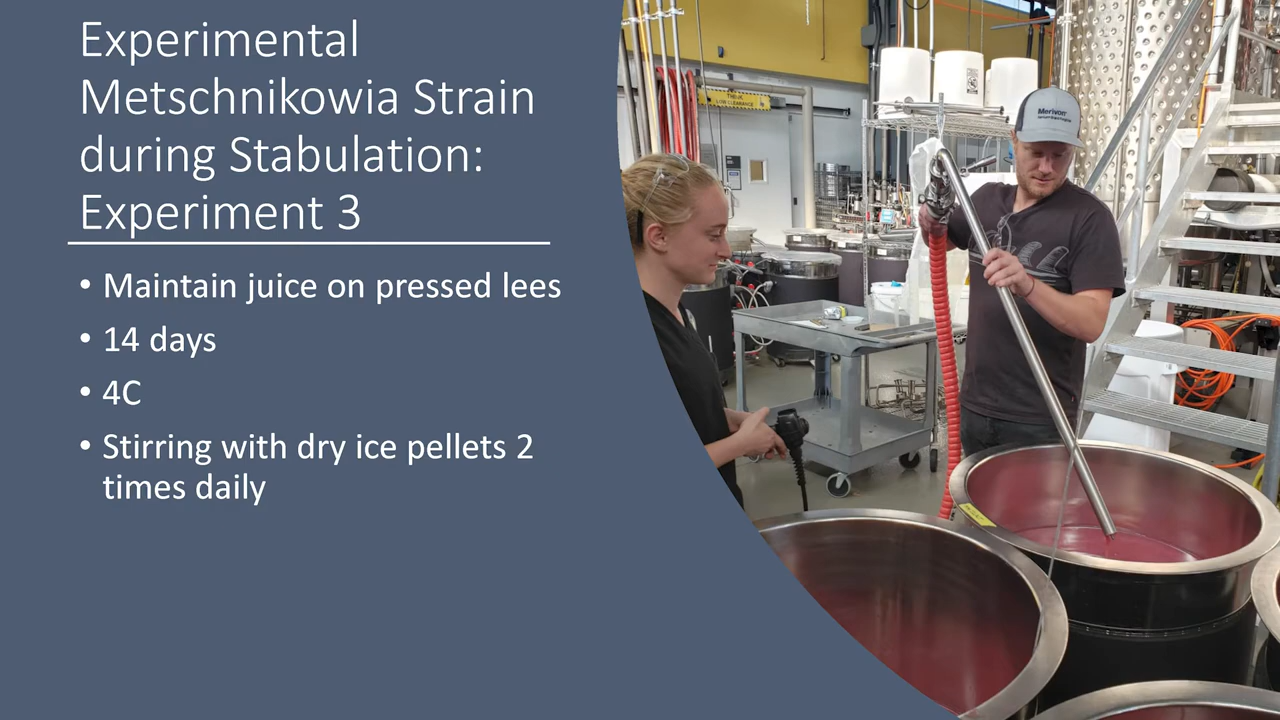 Experimental
Metschnikowia Strain
during Stabulation:
Experiment 3
• Maintain juice on pressed lees
• 14 days
• 4C
• Stirring with dry ice pellets 2
times daily
LOW CLEARANCE
Merivon